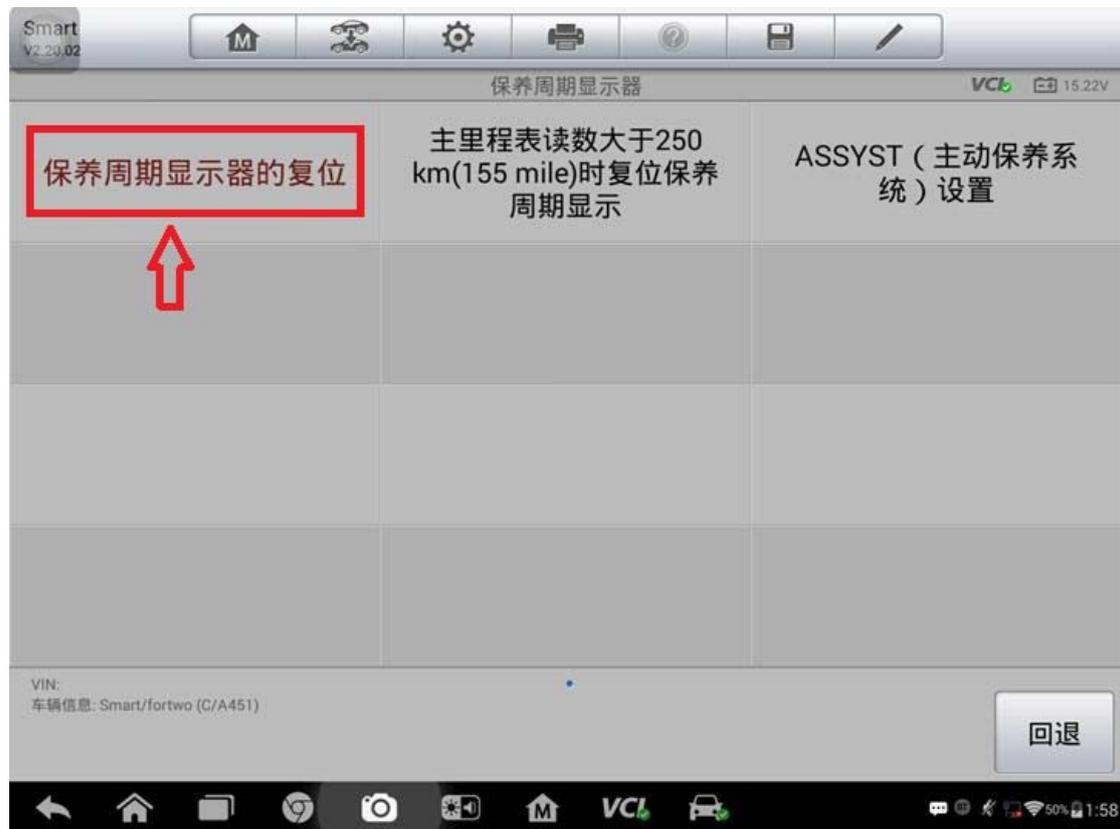 Smart
V2.20.02
保养周期显示器
VCI
15.22V
保养周期显示器的复位
主里程表读数大于250
km(155 mile)时复位保养
周期显示
ASSYST（主动保养系
统）设置
VIN:
车辆信息: Smart/fortwo (C/A451)
回退
M
VCI
50%
1:58